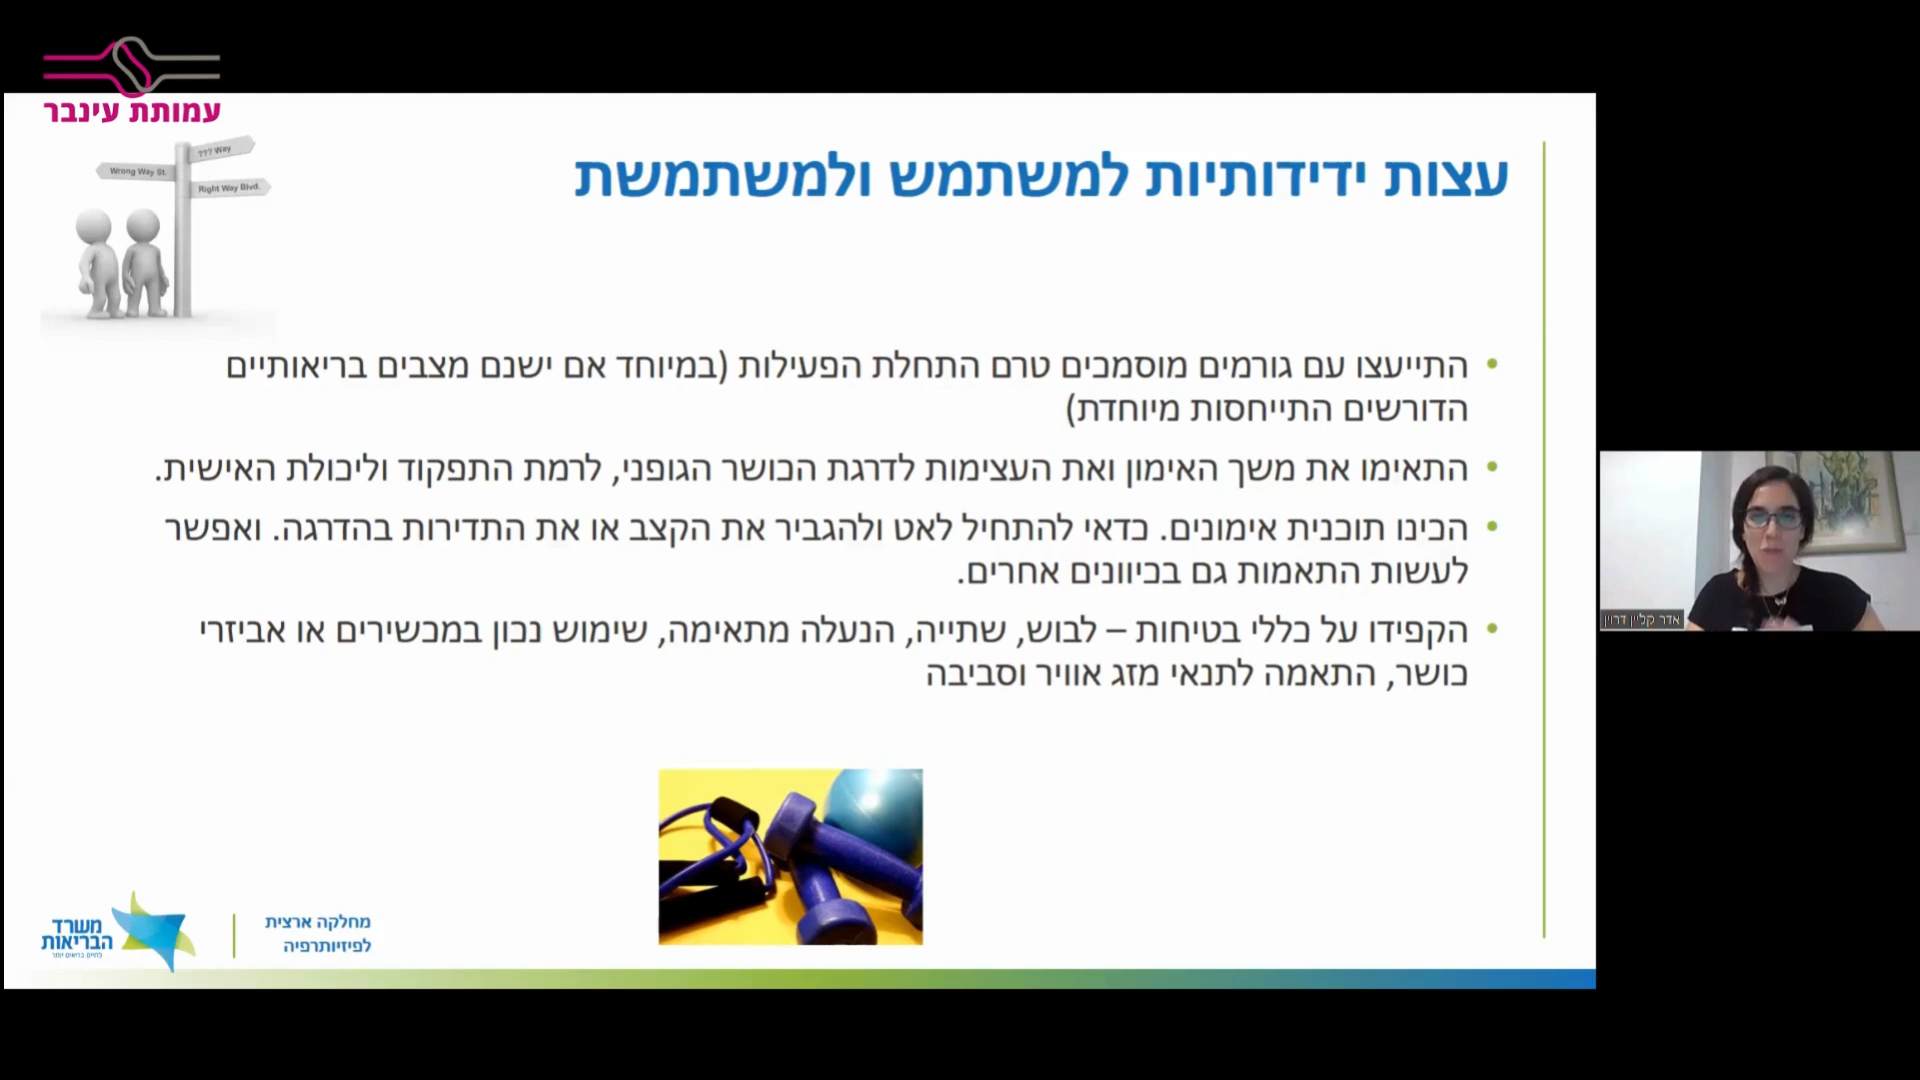 עמותת עינבר
??? Way
Wrong Way St.
Right Way Blvd.
עצות ידידותיות למשתמש ולמשתמשת
• התייעצו עם גורמים מוסמכים טרם התחלת הפעילות (במיוחד אם ישנם מצבים בריאותיים
הדורשים התייחסות מיוחדת)
• התאימו את משך האימון ואת העצימות לדרגת הכושר הגופני, לרמת התפקוד וליכולת האישית.
• הכינו תוכנית אימונים. כדאי להתחיל לאט ולהגביר את הקצב או את התדירות בהדרגה. ואפשר
לעשות התאמות גם בכיוונים אחרים.
• הקפידו על כללי בטיחות – לבוש, שתייה, הנעלה מתאימה, שימוש נכון במכשירים או אביזרי
כושר, התאמה לתנאי מזג אוויר וסביבה
אדר קליין דרוין
מחלקה ארצית
לפיזיותרפיה
משרד
הבריאות
לחיים בריאים יותר